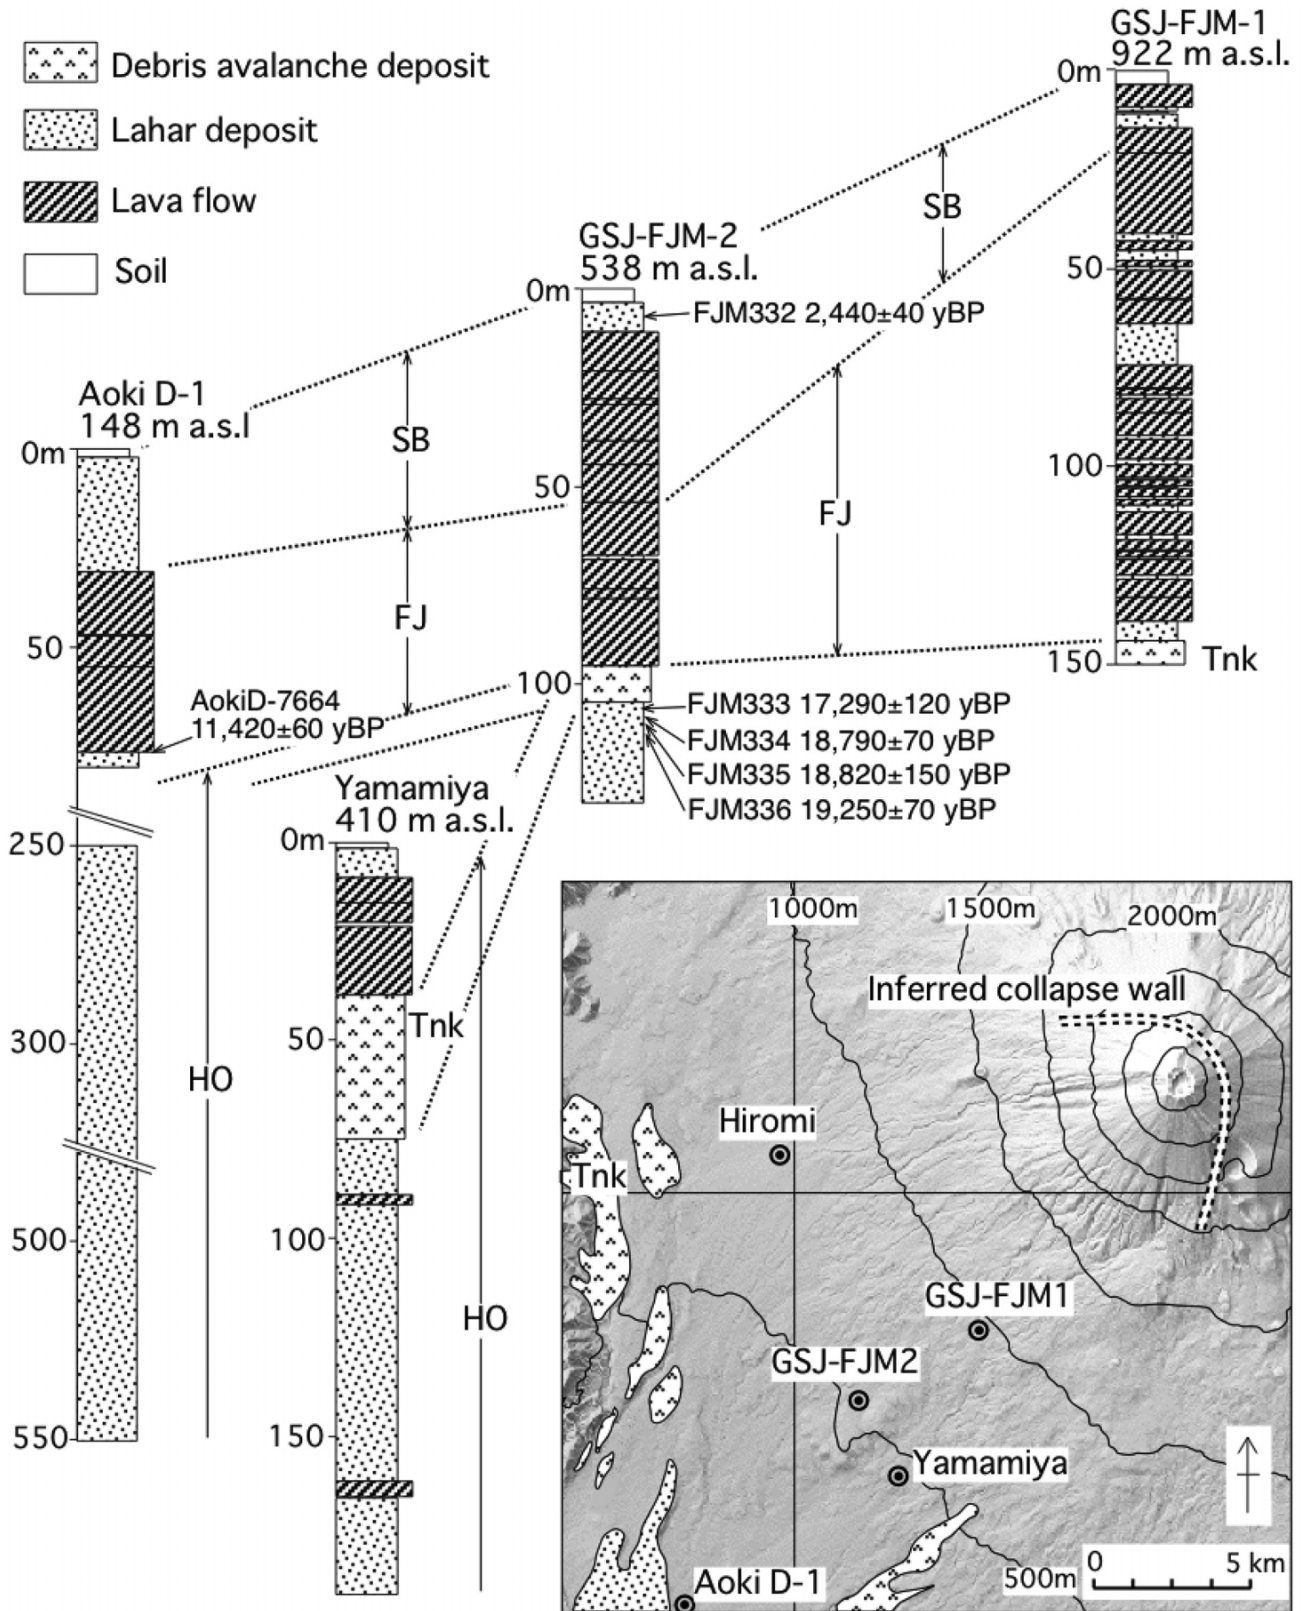 Debris avalanche deposit
Lahar deposit
Lava flow
Soil
GSJ-FJM-1
922 m a.s.l.
0m
50
100
150
Tnk
SB
FJ
GSJ-FJM-2
538 m a.s.l.
0m
50
100
FJM332 2,440±40 yBP
FJM333 17,290±120 yBP
FJM334 18,790±70 yBP
FJM335 18,820±150 yBP
FJM336 19,250±70 yBP
Aoki D-1
148 m a.s.l
0m
50
250
300
500
550
SB
FJ
AokiD-7664
11,420±60 yBP
HO
Yamamiya
410 m a.s.l.
0m
50
100
150
Tnk
HO
1000m
1500m
2000m
Inferred collapse wall
Hiromi
Tnk
GSJ-FJM1
GSJ-FJM2
Yamamiya
Aoki D-1
500m
0
5 km